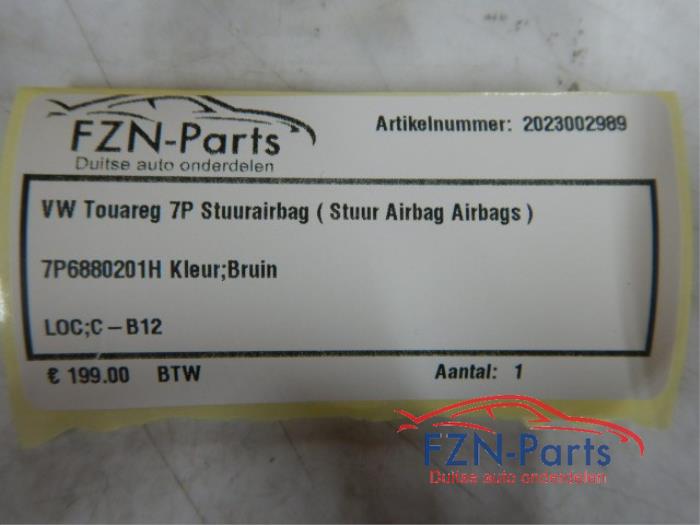 FZN-Parts
Duitse auto onderdelen
Artikelnummer: 2023002989
VW Touareg 7P Stuurairbag ( Stuur Airbag Airbags )
7P6880201H Kleur;Bruin
LOC;C – B12
€ 199.00 BTW Aantal: 1
FZN-Parts
Duitse auto onderdelen